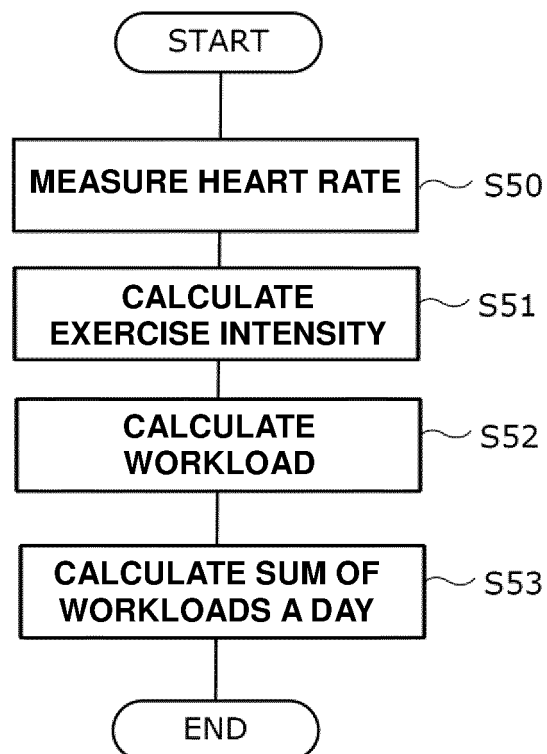 START
MEASURE HEART RATE
S50
CALCULATE
EXERCISE INTENSITY
S51
CALCULATE
WORKLOAD
S52
CALCULATE SUM OF
WORKLOADS A DAY
S53
END